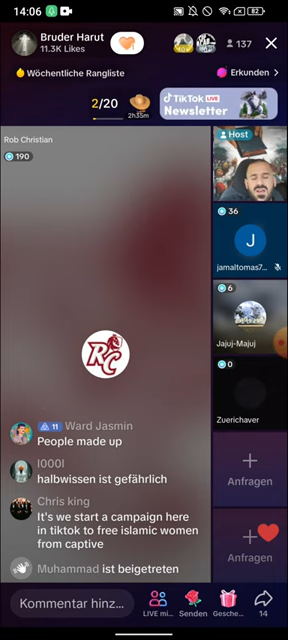 14:06
82
Bruder Harut
11.3K Likes
137
Wöchentliche Rangliste
Erkunden >
2/20
2h35m
TikTok LIVE
Newsletter
Rob Christian
190
Host
36
J
jamaltomas7...
6
Jajuj-Majuj
0
Zuerichaver
RC
Anfragen
Anfragen
11 Ward Jasmin
People made up
l000l
halbwissen ist gefährlich
Chris king
It's we start a campaign here
in tiktok to free islamic women
from captive
Muhammad ist beigetreten
Kommentar hinz...
LIVE mi...
Senden
Gesche...
14